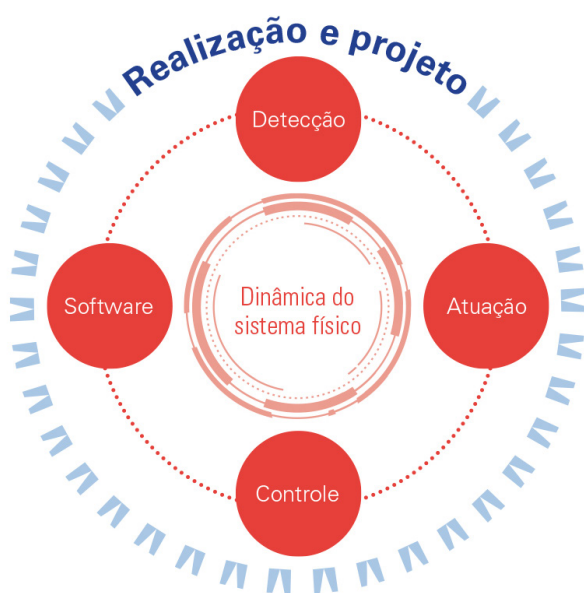 Realização e projeto
Detecção
Software
Dinâmica do
sistema físico
Atuação
Controle